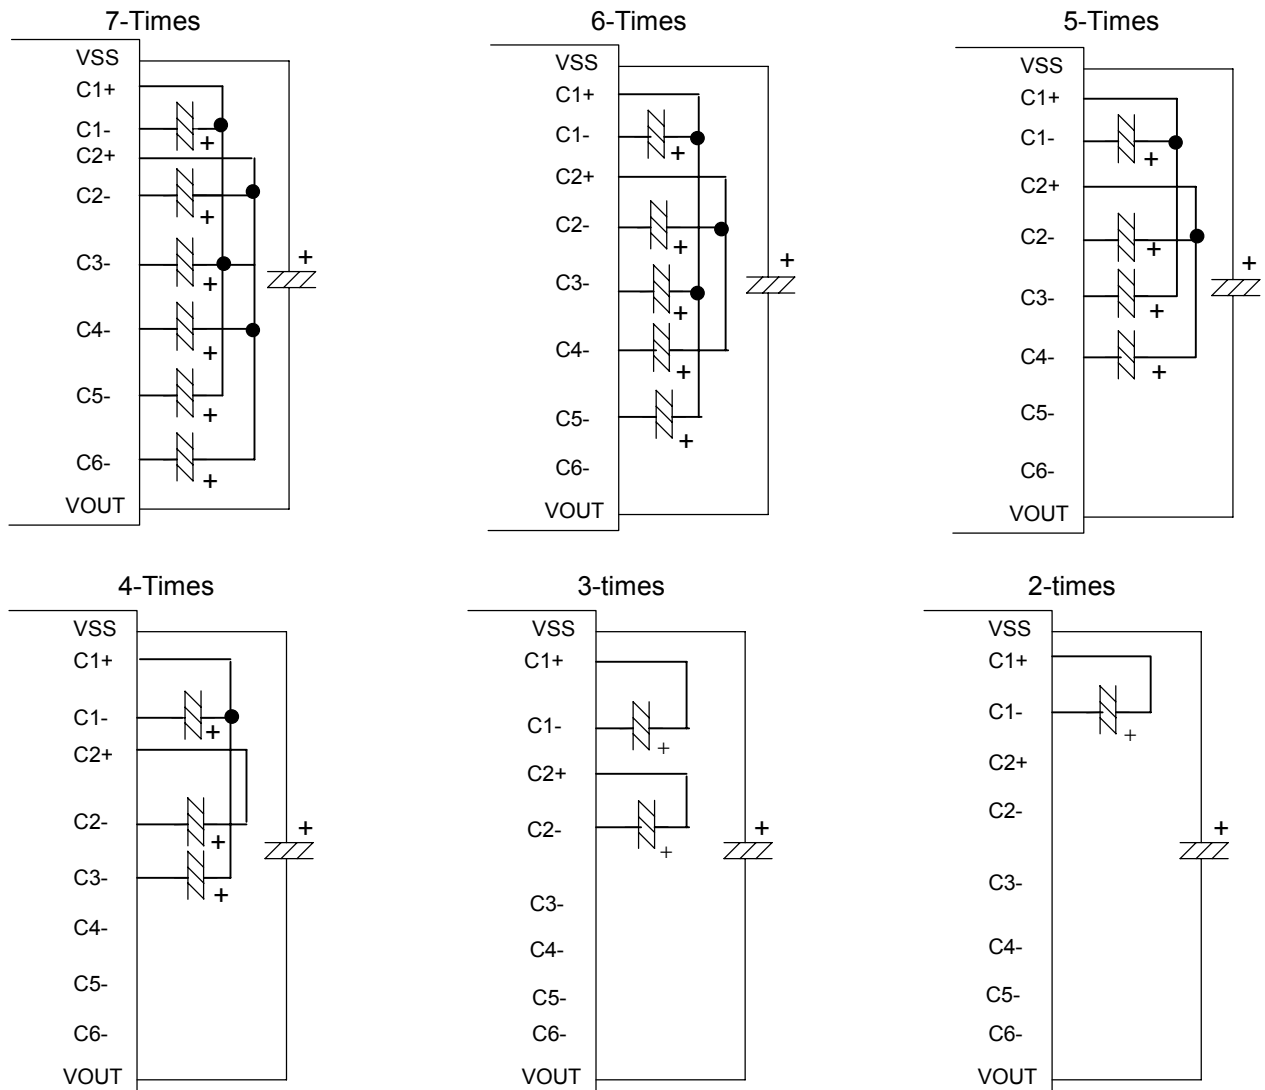 7-Times
VSS
C1+
C1-
+
C2+
C2-
+
C3-
+
+
C4-
+
C5-
+
C6-
+
VOUT
6-Times
VSS
C1+
C1-
+
C2+
C2-
+
+
C3-
+
C4-
+
C5-
+
C6-
VOUT
5-Times
VSS
C1+
C1-
+
C2+
C2-
+
+
C3-
+
C4-
+
C5-
C6-
VOUT
4-Times
VSS
C1+
C1-
+
C2+
C2-
+
+
C3-
+
C4-
C5-
C6-
VOUT
3-times
VSS
C1+
C1-
+
C2+
C2-
+
+
C3-
C4-
C5-
C6-
VOUT
2-times
VSS
C1+
C1-
+
C2+
C2-
+
C3-
C4-
C5-
C6-
VOUT